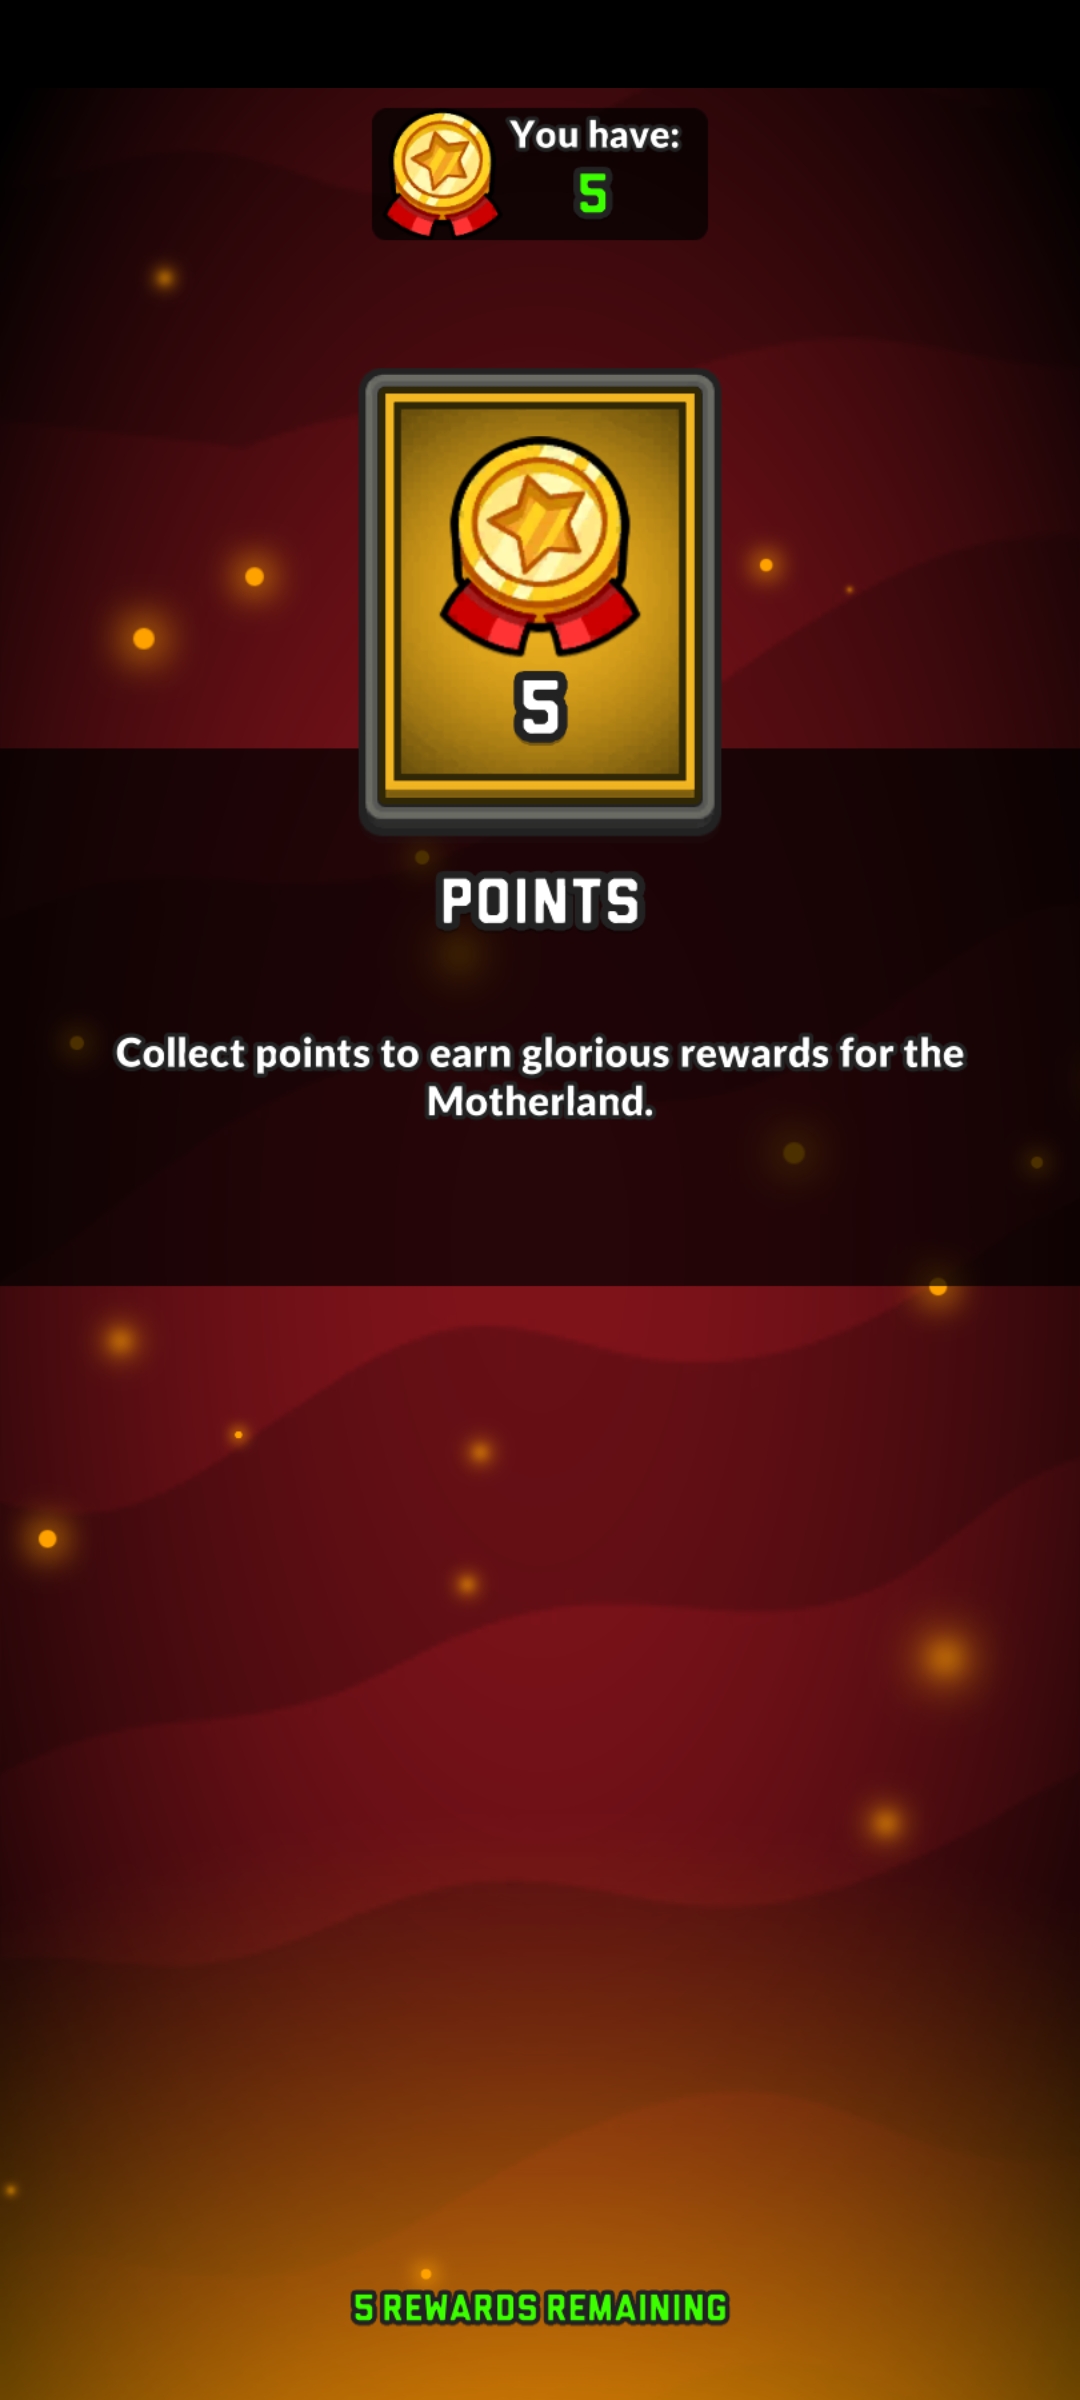 You have:
5
5
POINTS
Collect points to earn glorious rewards for the
Motherland.
5 REWARDS REMAINING